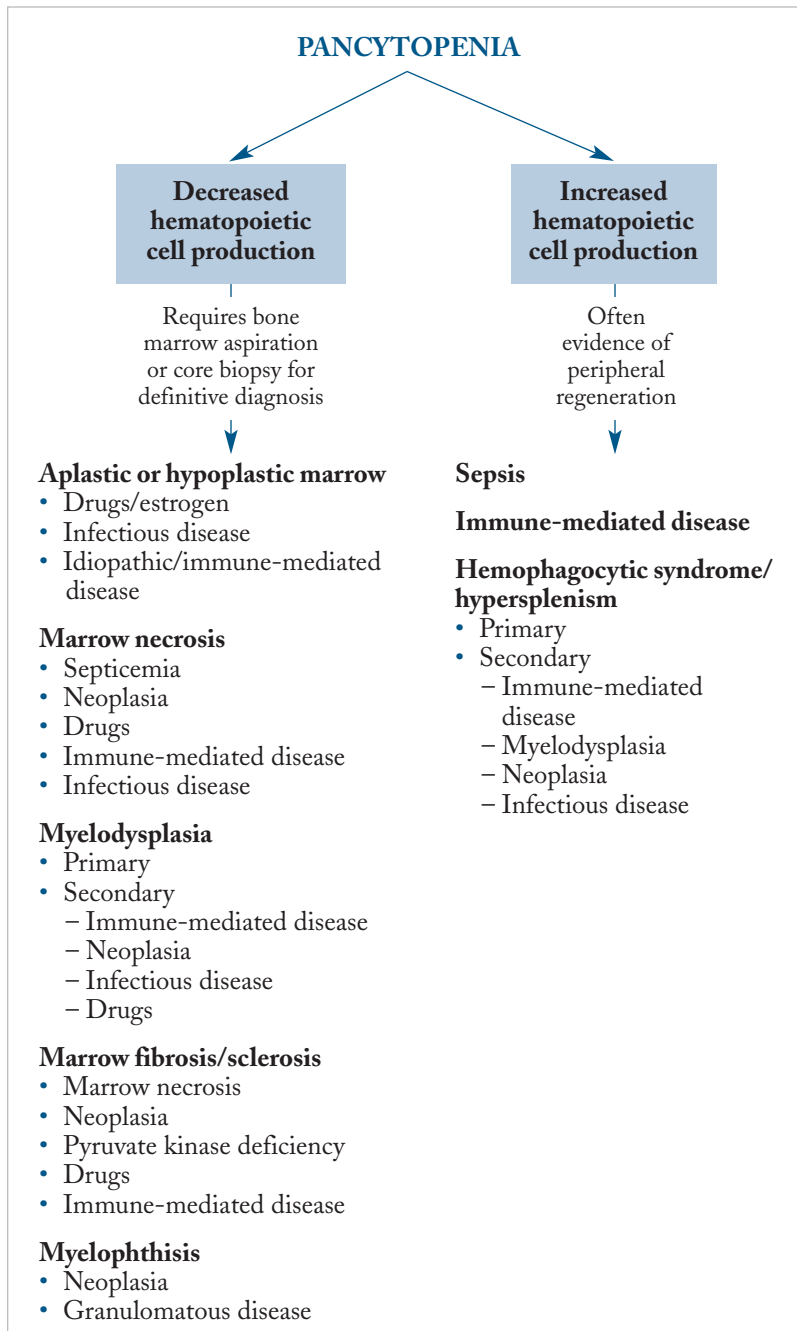 PANCYTOPENIA
Decreased
hematopoietic
cell production
Requires bone
marrow aspiration
or core biopsy for
definitive diagnosis
Aplastic or hypoplastic marrow
• Drugs/estrogen
• Infectious disease
• Idiopathic/immune-mediated
disease
Marrow necrosis
• Septicemia
• Neoplasia
• Drugs
• Immune-mediated disease
• Infectious disease
Myelodysplasia
• Primary
• Secondary
– Immune-mediated disease
– Neoplasia
– Infectious disease
– Drugs
Marrow fibrosis/sclerosis
• Marrow necrosis
• Neoplasia
• Pyruvate kinase deficiency
• Drugs
• Immune-mediated disease
Myelophthisis
• Neoplasia
• Granulomatous disease
Increased
hematopoietic
cell production
Often
evidence of
peripheral
regeneration
Sepsis
Immune-mediated disease
Hemophagocytic syndrome/
hypersplenism
• Primary
• Secondary
– Immune-mediated
disease
– Myelodysplasia
– Neoplasia
– Infectious disease